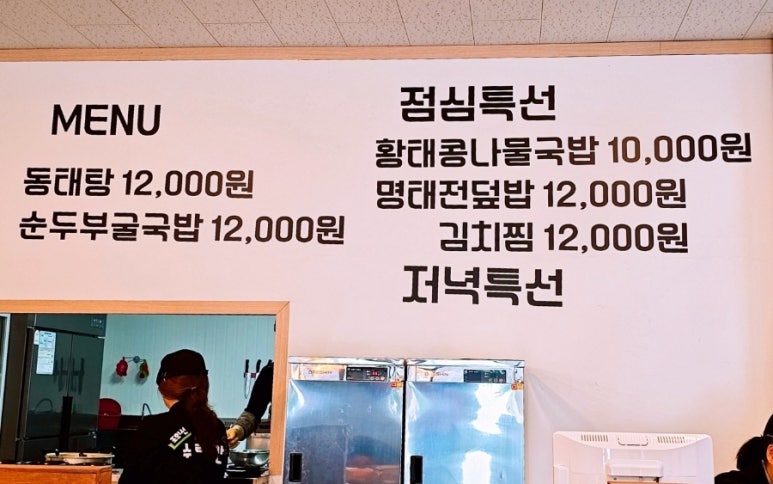 MENU
동태탕 12,000원
순두부굴국밥 12,000원
점심특선
황태콩나물국밥 10,000원
명태전덮밥 12,000원
김치찜 12,000원
저녁특선